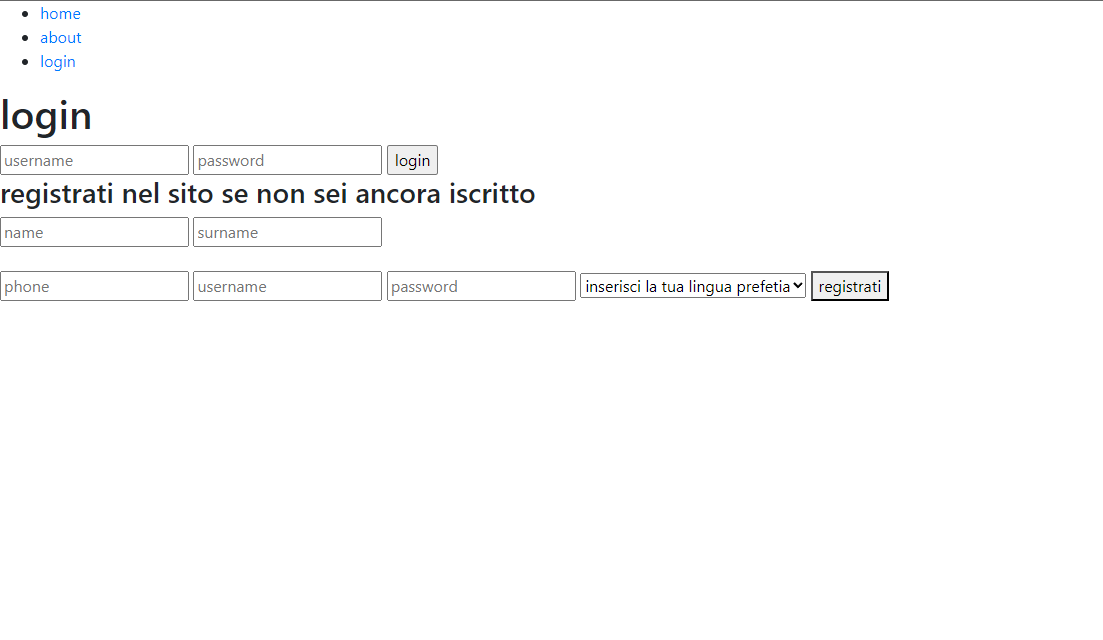 home
about
login
login
username password login
registrati nel sito se non sei ancora iscritto
name surname
phone username password inserisci la tua lingua prefetia registrati